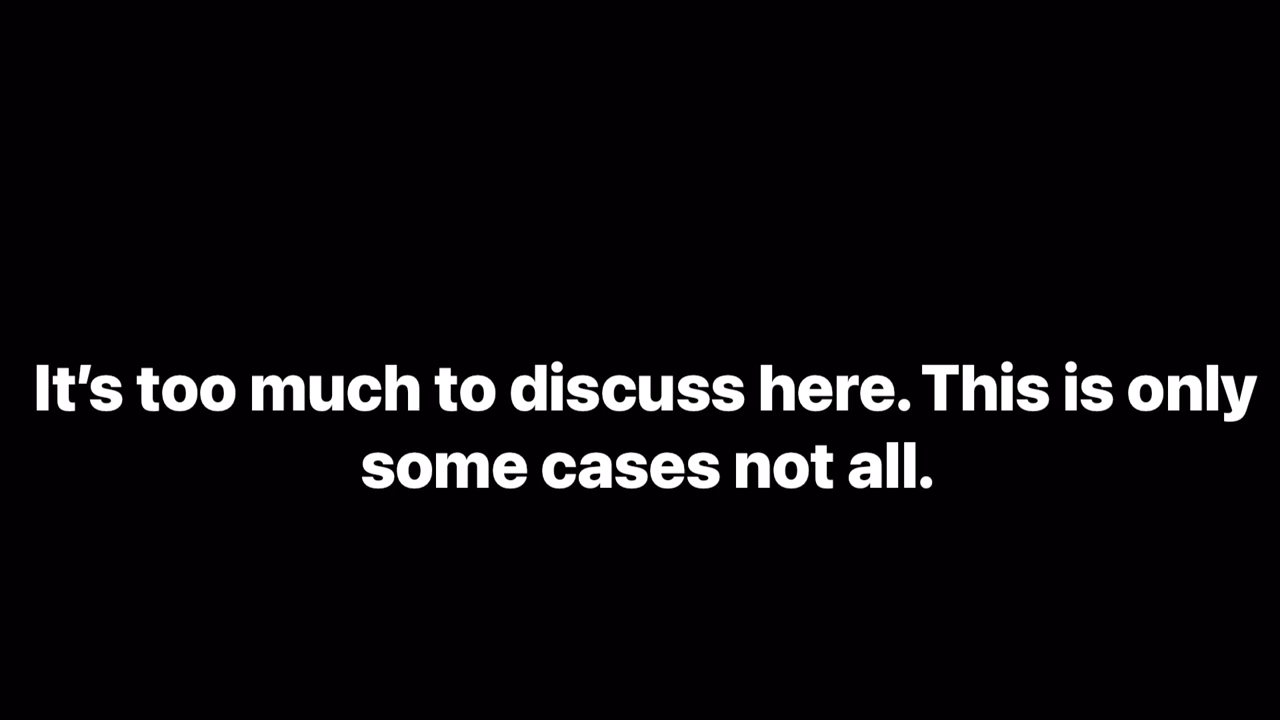 It’s too much to discuss here. This is only
some cases not all.